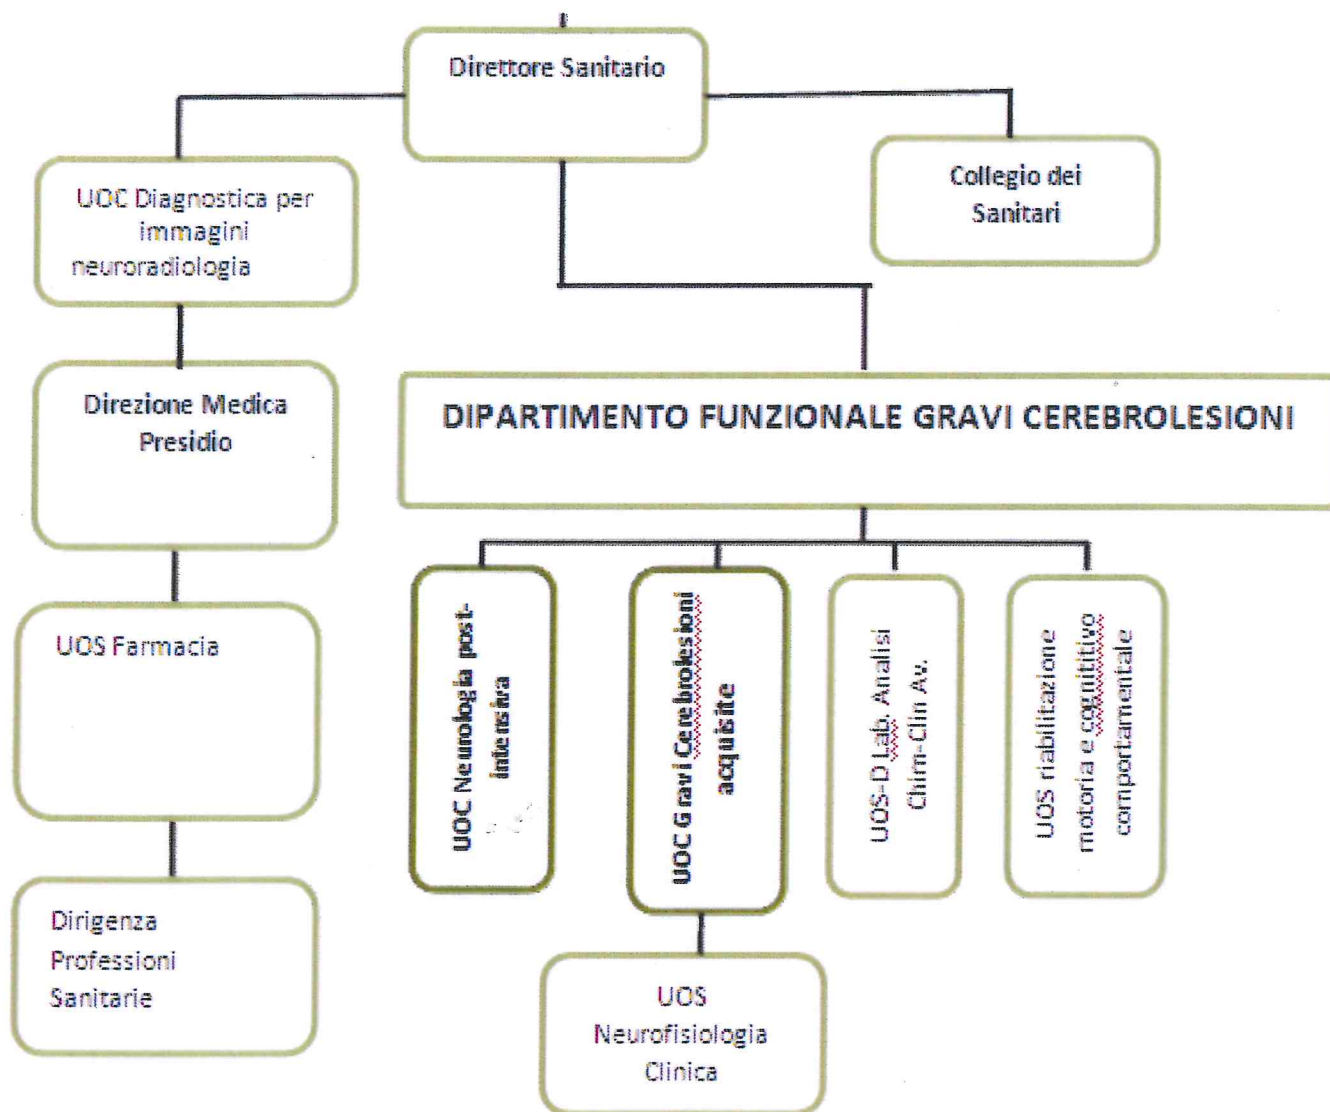 Direttore Sanitario
UOC Diagnostica per
immagini
neuroradiologia
Collegio dei
Sanitari
Direzione Medica
Presidio
DIPARTIMENTO FUNZIONALE GRAVI CEREBROLESIONI
UOS Farmacia
UOC Neurologia post-
intensiva
UOC Gravi Cerebrolesioni
acquisite
UOS-D Lab. Analisi
Chim-Clin Av.
UOS riabilitazione
motoria e cognititivo
comportamentale
Dirigenza
Professioni
Sanitarie
UOS
Neurofisiologia
Clinica